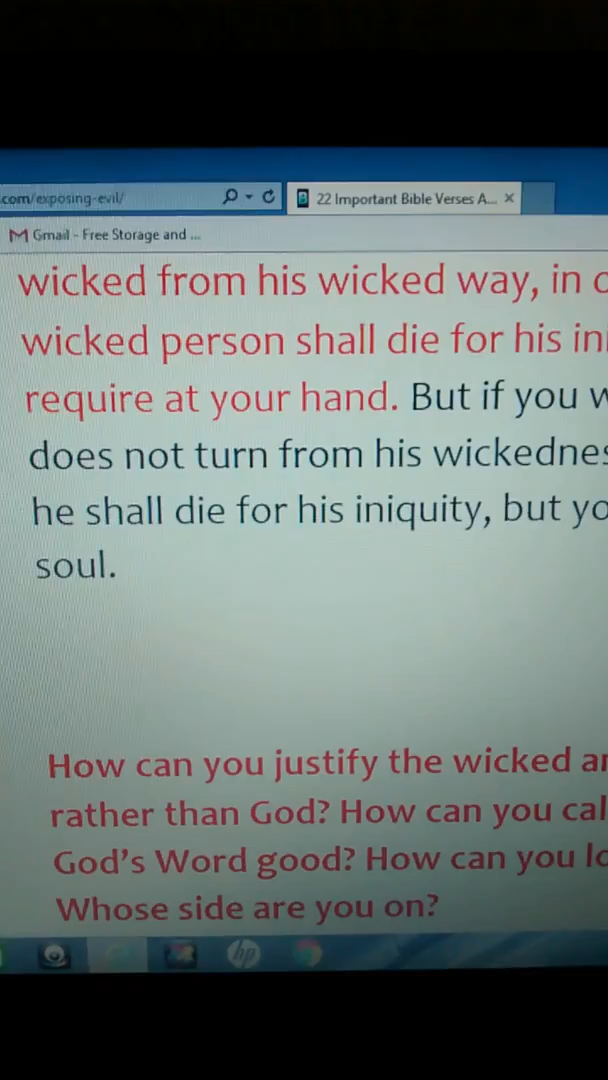 .com/exposing-evil/
22 Important Bible Verses A...
Gmail - Free Storage and ...
wicked from his wicked way, in
wicked person shall die for his
require at your hand. But if you
does not turn from his
he shall die for his iniquity, but
soul.
How can you justify the wicked
rather than God? How can you
God's Word good? How can you
Whose side are you on?
hp